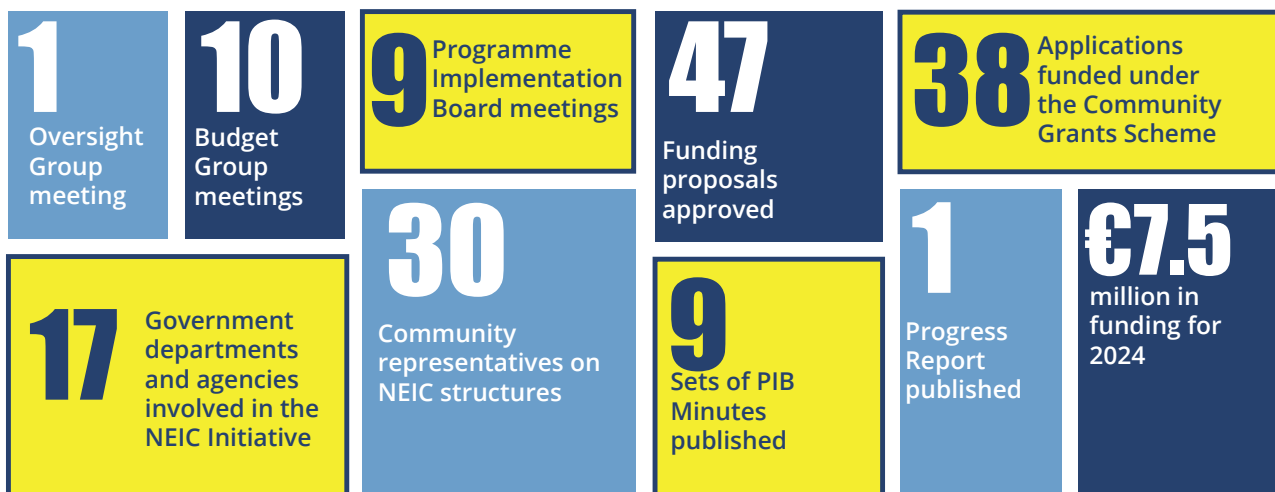 1
Oversight
Group
meeting
10
Budget
Group
meetings
9
Programme
Implementation
Board meetings
47
Funding
proposals
approved
38
Applications
funded under
the Community
Grants Scheme
17
Government
departments
and agencies
involved in the
NEIC Initiative
30
Community
representatives on
NEIC structures
9
Sets of PIB
Minutes
published
1
Progress
Report
published
€7.5
million in
funding for
2024